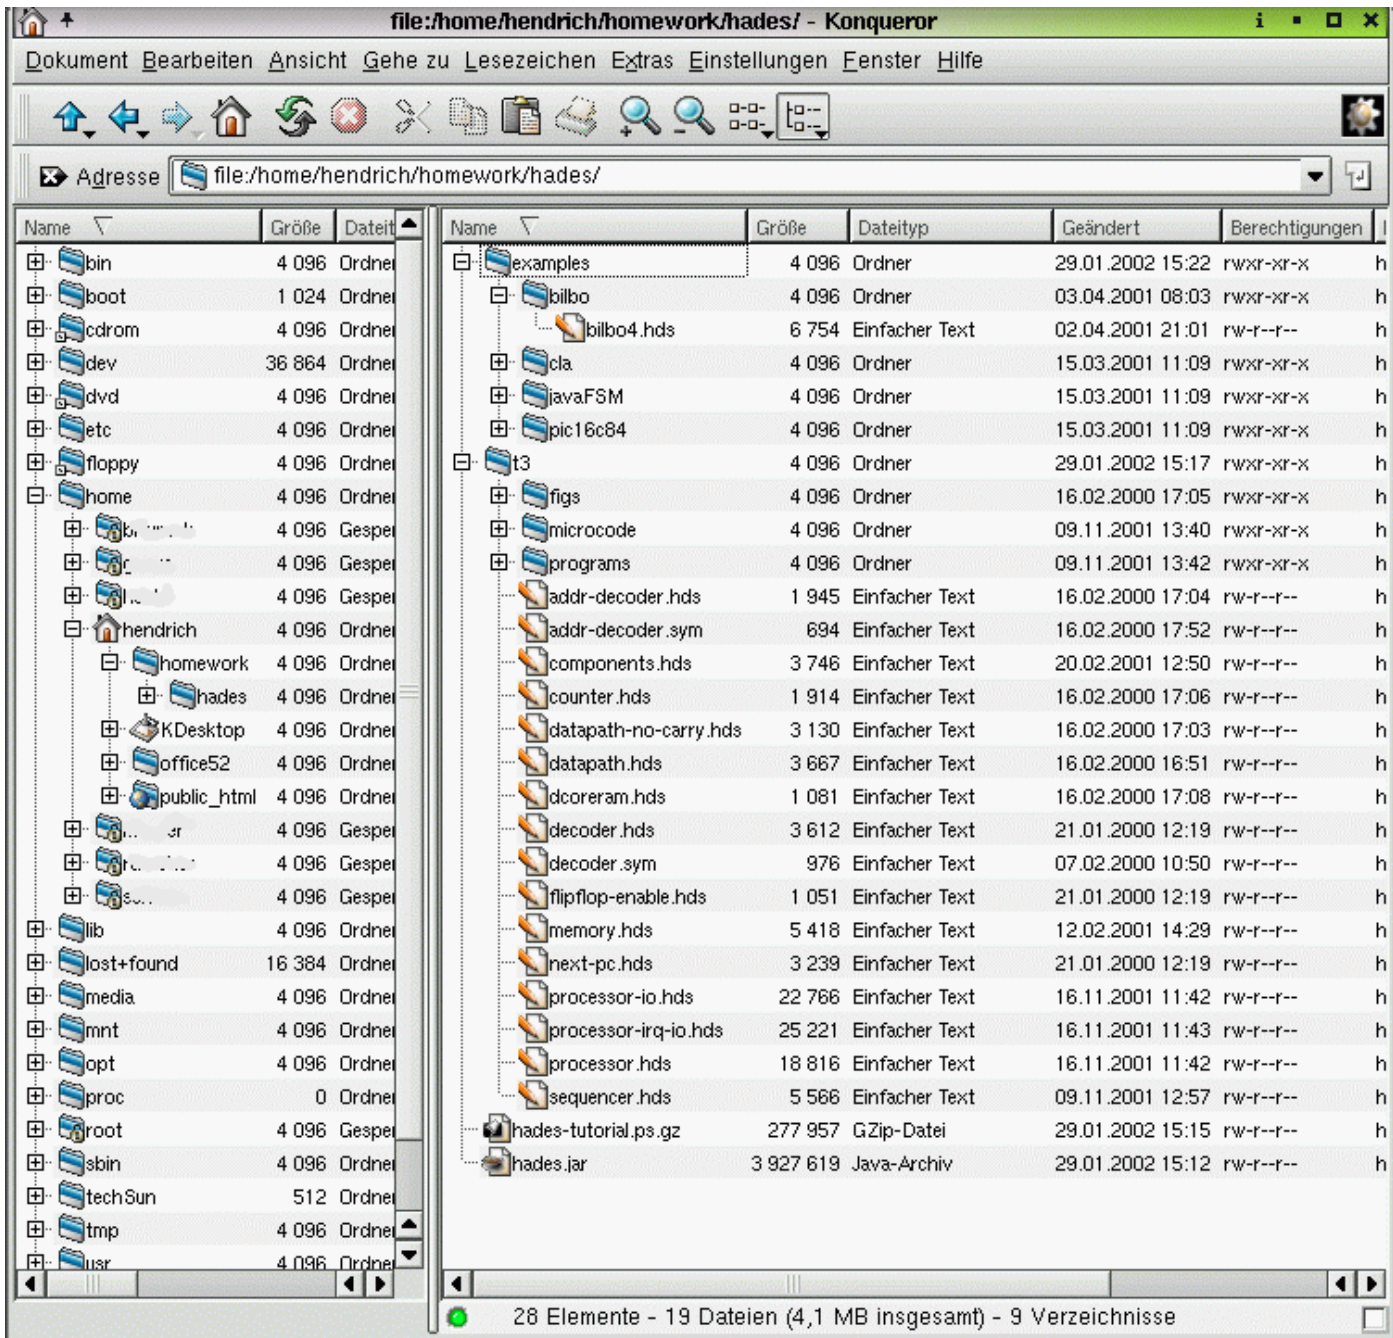 file:/home/hendrich/homework/hades/ - Konqueror
Dokument Bearbeiten Ansicht Gehe zu Lesezeichen Extras Einstellungen Fenster Hilfe
Adresse file:/home/hendrich/homework/hades/
Name Größe Dateit
bin 4 096 Ordner
boot 1 024 Ordner
cdrom 4 096 Ordner
dev 36 864 Ordner
dvd 4 096 Ordner
etc 4 096 Ordner
floppy 4 096 Ordner
home 4 096 Ordner
4 096 Gesper
4 096 Gesper
4 096 Gesper
hendrich 4 096 Ordner
homework 4 096 Ordner
hades 4 096 Ordner
KDesktop 4 096 Ordner
office52 4 096 Ordner
public_html 4 096 Ordner
4 096 Gesper
4 096 Gesper
4 096 Gesper
lib 4 096 Ordner
lost+found 16 384 Ordner
media 4 096 Ordner
mnt 4 096 Ordner
opt 4 096 Ordner
proc 0 Ordner
root 4 096 Gesper
sbin 4 096 Ordner
techSun 512 Ordner
tmp 4 096 Ordner
usr 4 096 Ordner
Name Größe Dateityp Geändert Berechtigungen
examples 4 096 Ordner 29.01.2002 15:22 rwxr-xr-x h
bilbo 4 096 Ordner 03.04.2001 08:03 rwxr-xr-x h
bilbo4.hds 6 754 Einfacher Text 02.04.2001 21:01 rw-r--r-- h
cla 4 096 Ordner 15.03.2001 11:09 rwxr-xr-x h
javaFSM 4 096 Ordner 15.03.2001 11:09 rwxr-xr-x h
pic16c84 4 096 Ordner 15.03.2001 11:09 rwxr-xr-x h
t3 4 096 Ordner 29.01.2002 15:17 rwxr-xr-x h
figs 4 096 Ordner 16.02.2000 17:05 rwxr-xr-x h
microcode 4 096 Ordner 09.11.2001 13:40 rwxr-xr-x h
programs 4 096 Ordner 09.11.2001 13:42 rwxr-xr-x h
addr-decoder.hds 1 945 Einfacher Text 16.02.2000 17:04 rw-r--r-- h
addr-decoder.sym 694 Einfacher Text 16.02.2000 17:52 rw-r--r-- h
components.hds 3 746 Einfacher Text 20.02.2001 12:50 rw-r--r-- h
counter.hds 1 914 Einfacher Text 16.02.2000 17:06 rw-r--r-- h
datapath-no-carry.hds 3 130 Einfacher Text 16.02.2000 17:03 rw-r--r-- h
datapath.hds 3 667 Einfacher Text 16.02.2000 16:51 rw-r--r-- h
dcoreram.hds 1 081 Einfacher Text 16.02.2000 17:08 rw-r--r-- h
decoder.hds 3 612 Einfacher Text 21.01.2000 12:19 rw-r--r-- h
decoder.sym 976 Einfacher Text 07.02.2000 10:50 rw-r--r-- h
flipflop-enable.hds 1 051 Einfacher Text 21.01.2000 12:19 rw-r--r-- h
memory.hds 5 418 Einfacher Text 12.02.2001 14:29 rw-r--r-- h
next-pc.hds 3 239 Einfacher Text 21.01.2000 12:19 rw-r--r-- h
processor-io.hds 22 766 Einfacher Text 16.11.2001 11:42 rw-r--r-- h
processor-irq-io.hds 25 221 Einfacher Text 16.11.2001 11:43 rw-r--r-- h
processor.hds 18 816 Einfacher Text 16.11.2001 11:42 rw-r--r-- h
sequencer.hds 5 566 Einfacher Text 09.11.2001 12:57 rw-r--r-- h
hades-tutorial.ps.gz 277 957 GZip-Datei 29.01.2002 15:15 rw-r--r-- h
hades.jar 3 927 619 Java-Archiv 29.01.2002 15:12 rw-r--r-- h
28 Elemente - 19 Dateien (4,1 MB insgesamt) - 9 Verzeichnisse